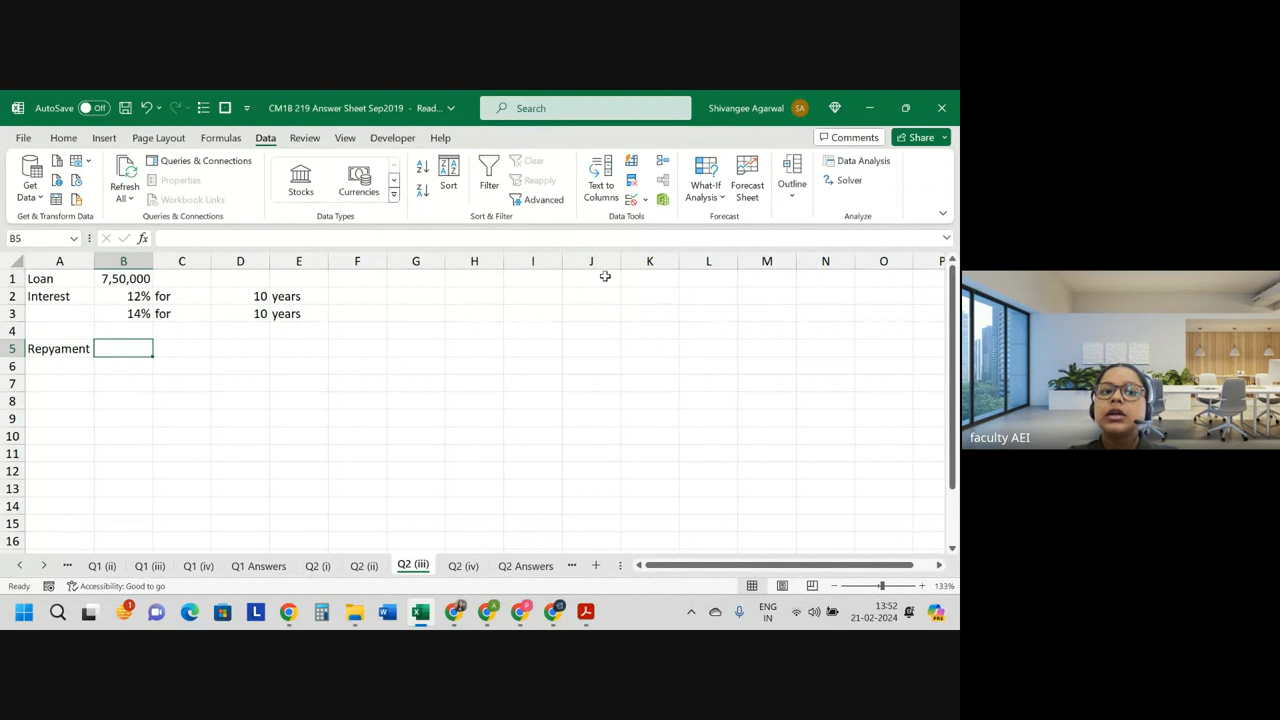 AutoSave Off CM1B 219 Answer Sheet Sep2019 - Read... Search Shivangee Agarwal SA
File Home Insert Page Layout Formulas Data Review View Automate Developer Help Comments Share
Get Data Refresh All Queries & Connections Properties Workbook Links Stocks Currencies Sort Filter Clear Reapply Advanced Text to Columns What-If Analysis Forecast Sheet Outline Data Analysis Solver
Get & Transform Data Queries & Connections Data Types Sort & Filter Data Tools Forecast Analyze
B5 fx
A B C D E F G H I J K L M N O P
1 Loan 7,50,000
2 Interest 12% for 10 years
3 14% for 10 years
4
5 Repyament
6
7
8
9
10
11
12
13
14
15
16
faculty AEI
... Q1 (ii) Q1 (iii) Q1 (iv) Q1 Answers Q2 (i) Q2 (ii) Q2 (iii) Q2 (iv) Q2 Answers ...
Ready Accessibility: Good to go 133%
ENG IN 13:52 21-02-2024